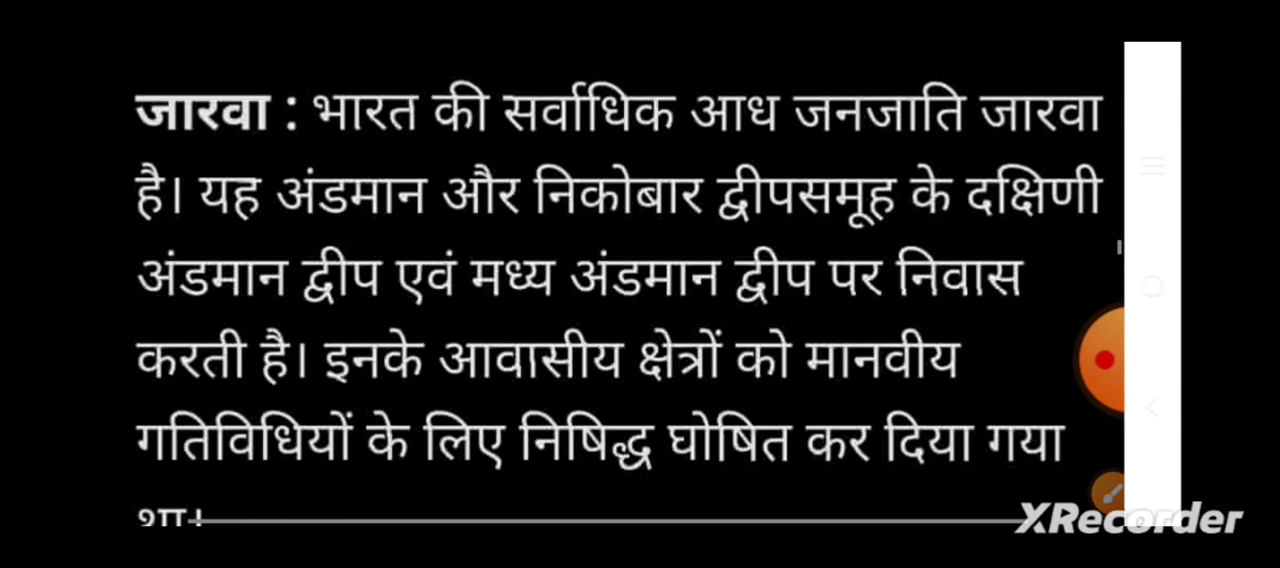 जारवा : भारत की सर्वाधिक आध जनजाति जारवा
है। यह अंडमान और निकोबार द्वीपसमूह के दक्षिणी
अंडमान द्वीप एवं मध्य अंडमान द्वीप पर निवास
करती है। इनके आवासीय क्षेत्रों को मानवीय
गतिविधियों के लिए निषिद्ध घोषित कर दिया गया
था।
XRecorder